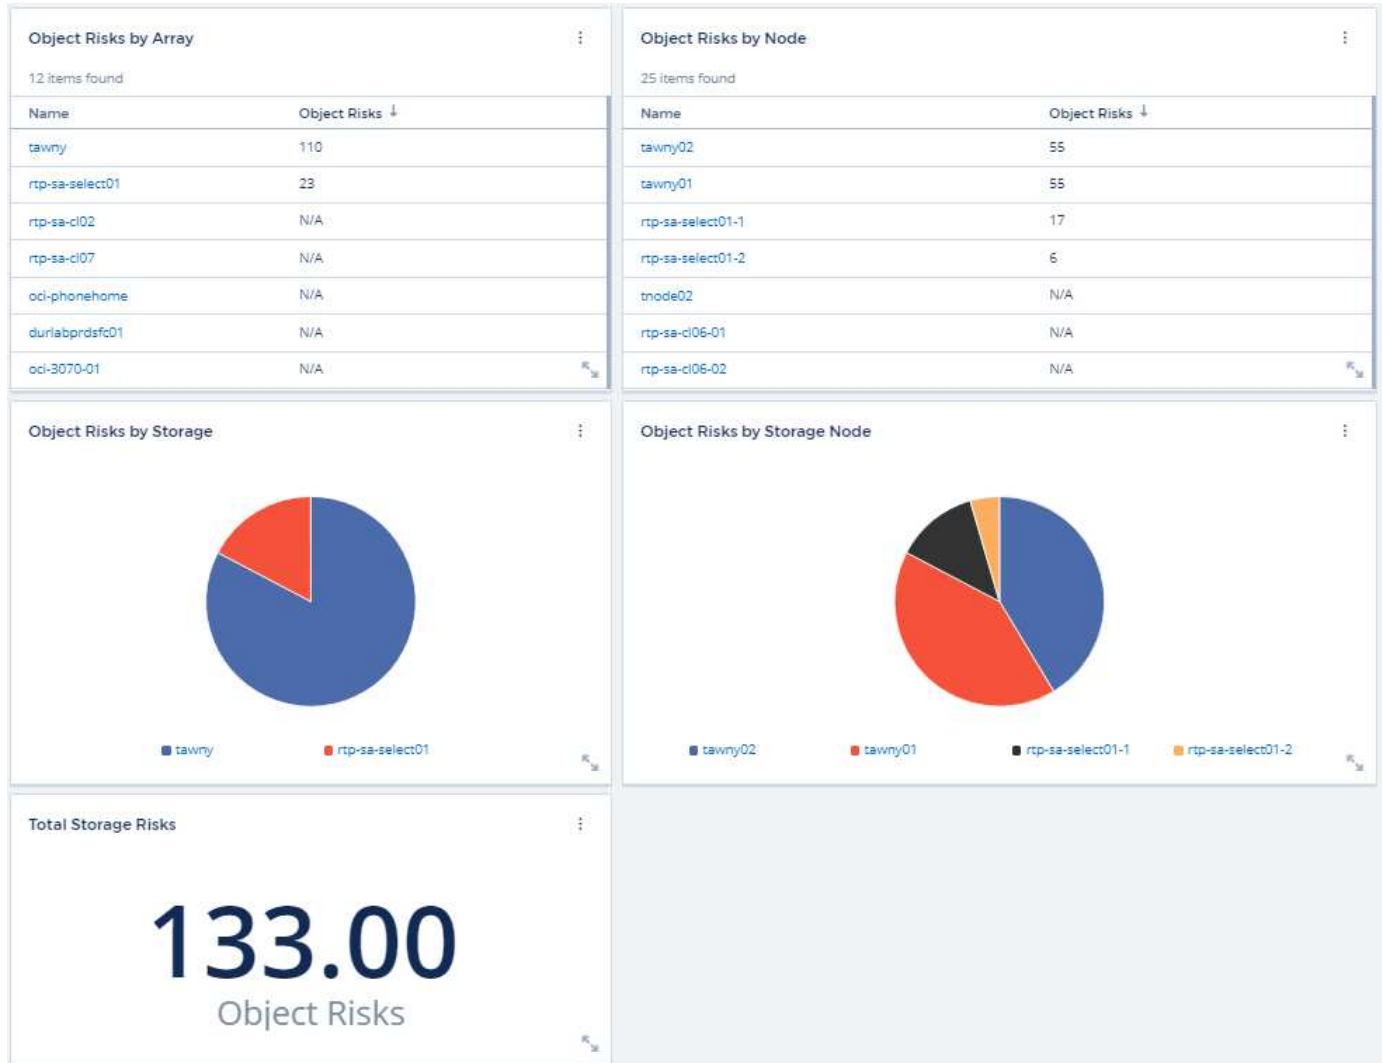 Object Risks by Array
12 items found
Name Object Risks ↓
tawny 110
rtp-sa-select01 23
rtp-sa-cl02 N/A
rtp-sa-cl07 N/A
oci-phonehome N/A
durlabprdsfc01 N/A
oci-3070-01 N/A
Object Risks by Node
25 items found
Name Object Risks ↓
tawny02 55
tawny01 55
rtp-sa-select01-1 17
rtp-sa-select01-2 6
tnode02 N/A
rtp-sa-cl06-01 N/A
rtp-sa-cl06-02 N/A
Object Risks by Storage
tawny rtp-sa-select01
Object Risks by Storage Node
tawny02 tawny01 rtp-sa-select01-1 rtp-sa-select01-2
Total Storage Risks
133.00
Object Risks